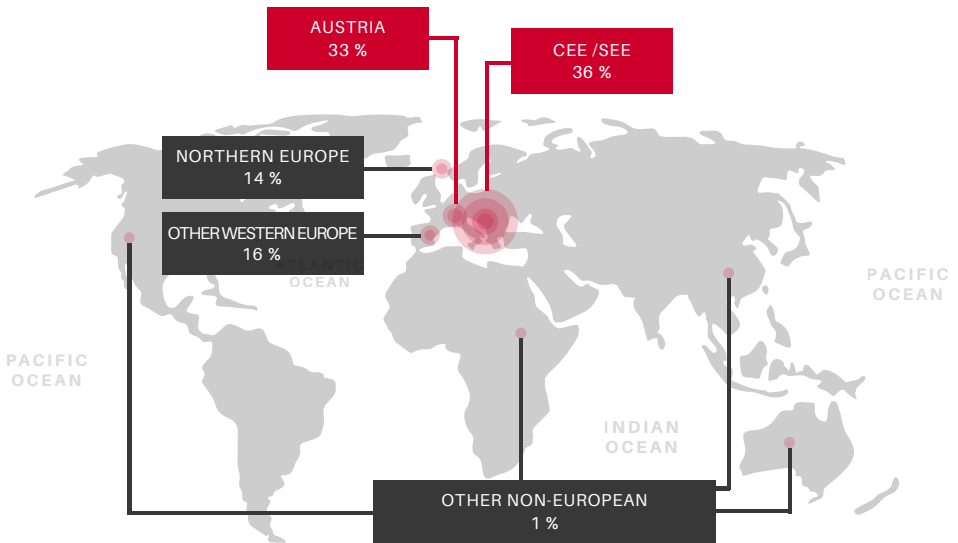 AUSTRIA
33 %
CEE /SEE
36 %
NORTHERN EUROPE
14 %
OTHER WESTERN EUROPE
16 %
ATLANTIC
OCEAN
PACIFIC
OCEAN
PACIFIC
OCEAN
INDIAN
OCEAN
OTHER NON-EUROPEAN
1 %